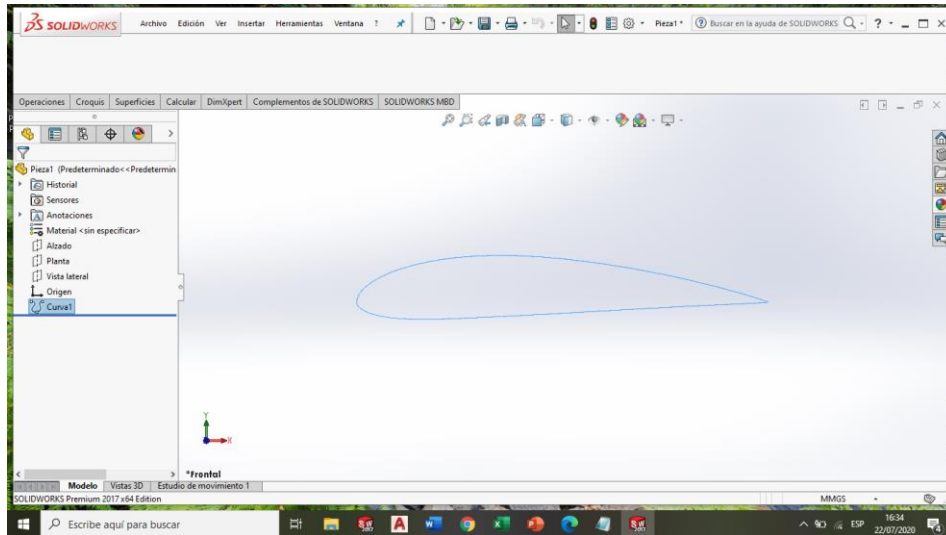 SOLIDWORKS Archivo Edición Ver Insertar Herramientas Ventana ? Pieza1 * Buscar en la ayuda de SOLIDWORKS ?
Operaciones Croquis Superficies Calcular DimXpert Complementos de SOLIDWORKS SOLIDWORKS MBD
Pieza1 (Predeterminado<<Predetermin
Historial
Sensores
Anotaciones
Material <sin especificar>
Alzado
Planta
Vista lateral
Origen
Curva1
Y
X
*Frontal
Modelo Vistas 3D Estudio de movimiento 1
SOLIDWORKS Premium 2017 x64 Edition MMGS
Escribe aquí para buscar ESP 16:34
22/07/2020